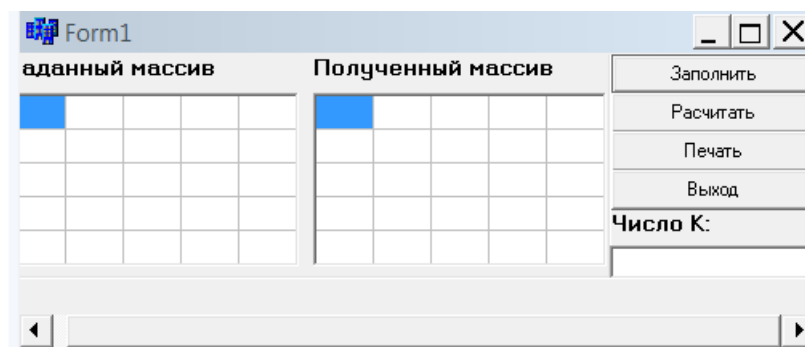 Form1
аданный массив
Полученный массив
Заполнить
Расчитать
Печать
Выход
Число К: